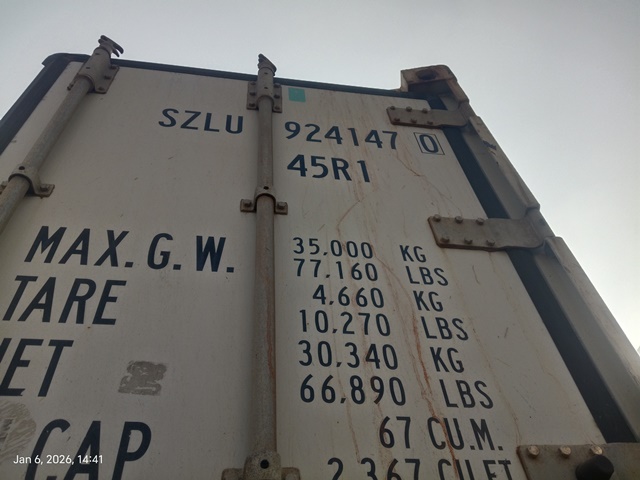 SZLU 924147 0
45R1
MAX. G. W. 35.000 KG
77.160 LBS
TARE 4.660 KG
10.270 LBS
NET 30.340 KG
66.890 LBS
CAP 67 CU.M.
2.367 CU.FT
Jan 6, 2026, 14:41